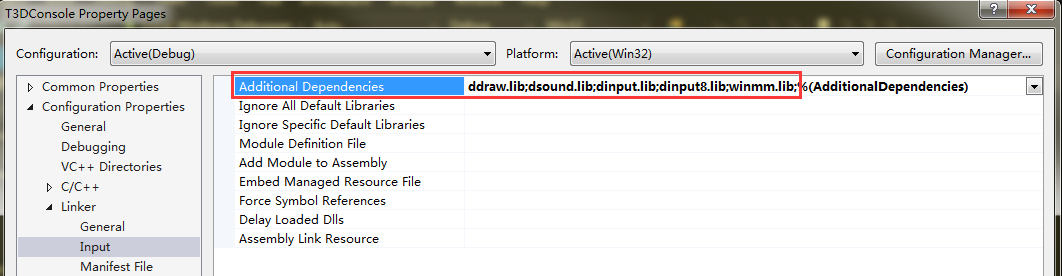 T3DConsole Property Pages
Configuration: Active(Debug) Platform: Active(Win32) Configuration Manager...
Common Properties
Configuration Properties
General
Debugging
VC++ Directories
C/C++
Linker
General
Input
Manifest File
Additional Dependencies ddraw.lib;dsound.lib;dinput.lib;dinput8.lib;winmm.lib;%(AdditionalDependencies)
Ignore All Default Libraries
Ignore Specific Default Libraries
Module Definition File
Add Module to Assembly
Embed Managed Resource File
Force Symbol References
Delay Loaded Dlls
Assembly Link Resource